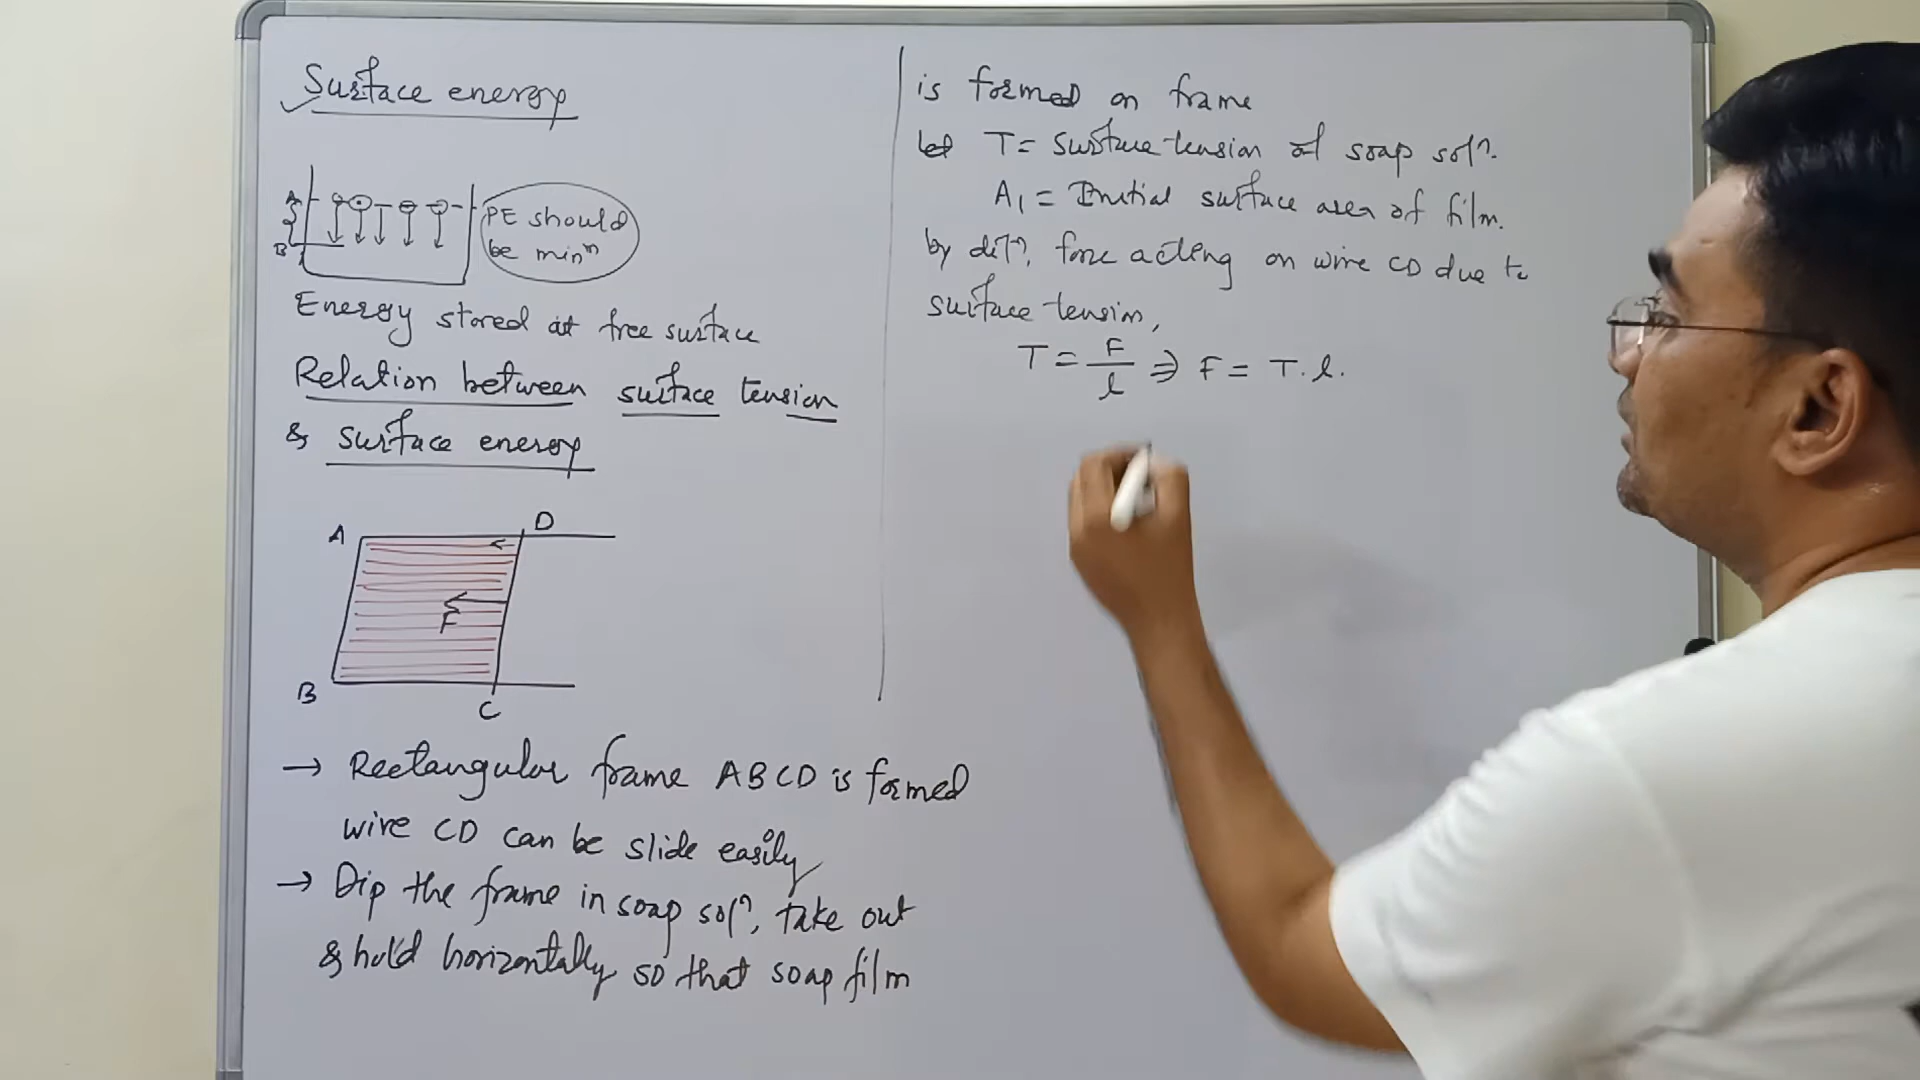 Surface energy
A
B
PE should
be minᵐ
Energy stored at free surface
Relation between surface tension
& surface energy
A D
F
B C
→ Rectangular frame ABCD is formed
wire CD can be slide easily
→ Dip the frame in soap solⁿ, take out
& hold horizontally so that soap film
is formed on frame
let T = surface tension of soap solⁿ.
A₁ = Initial surface area of film.
by defⁿ, force acting on wire CD due to
surface tension,
T = F/l ⇒ F = T.l.